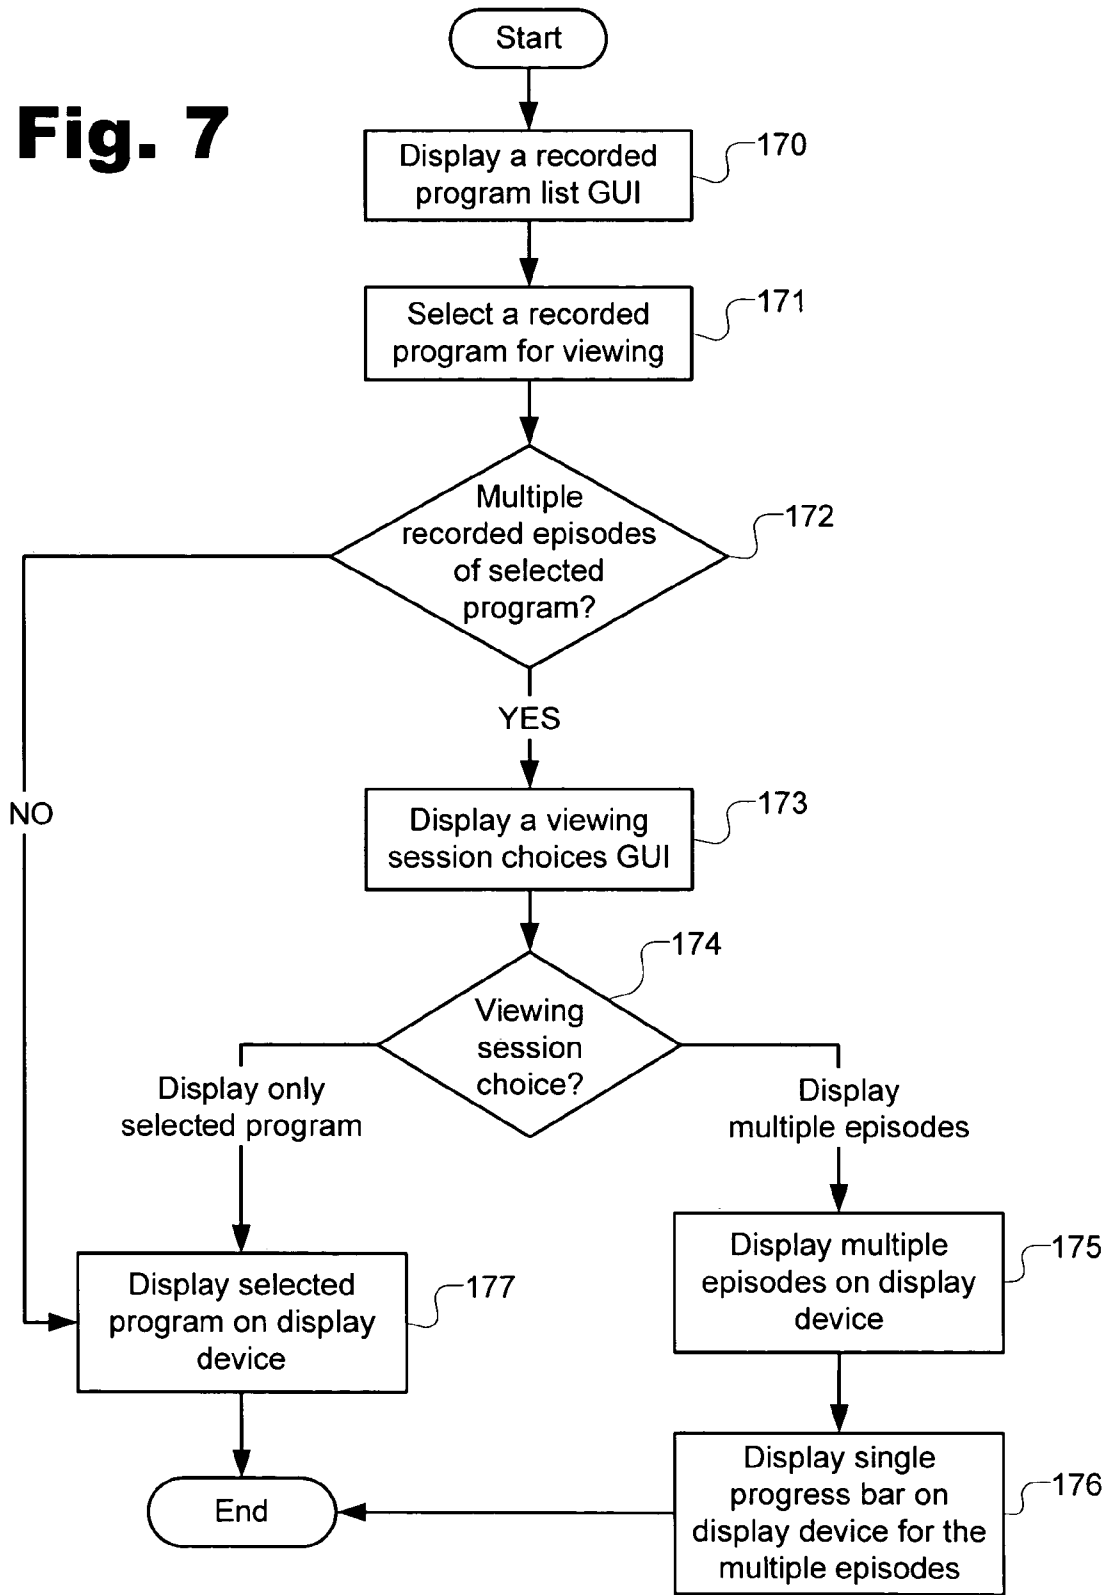 Start
Fig. 7
Display a recorded
program list GUI
170
Select a recorded
program for viewing
171
Multiple
recorded episodes
of selected
program?
172
YES
NO
Display a viewing
session choices GUI
173
Viewing
session
choice?
174
Display only
selected program
Display
multiple episodes
Display multiple
episodes on display
device
175
Display selected
program on display
device
177
Display single
progress bar on
display device for the
multiple episodes
176
End